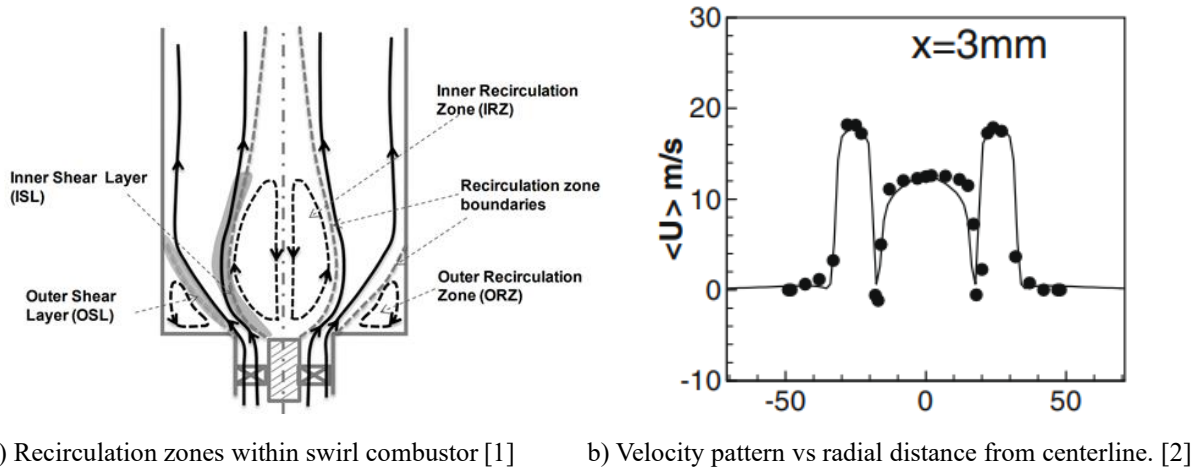 Inner Recirculation
Zone (IRZ)
Inner Shear Layer
(ISL)
Recirculation zone
boundaries
Outer Recirculation
Zone (ORZ)
Outer Shear
Layer (OSL)
) Recirculation zones within swirl combustor [1]
x=3mm
<U> m/s
30
20
10
0
-10
-50
0
50
b) Velocity pattern vs radial distance from centerline. [2]